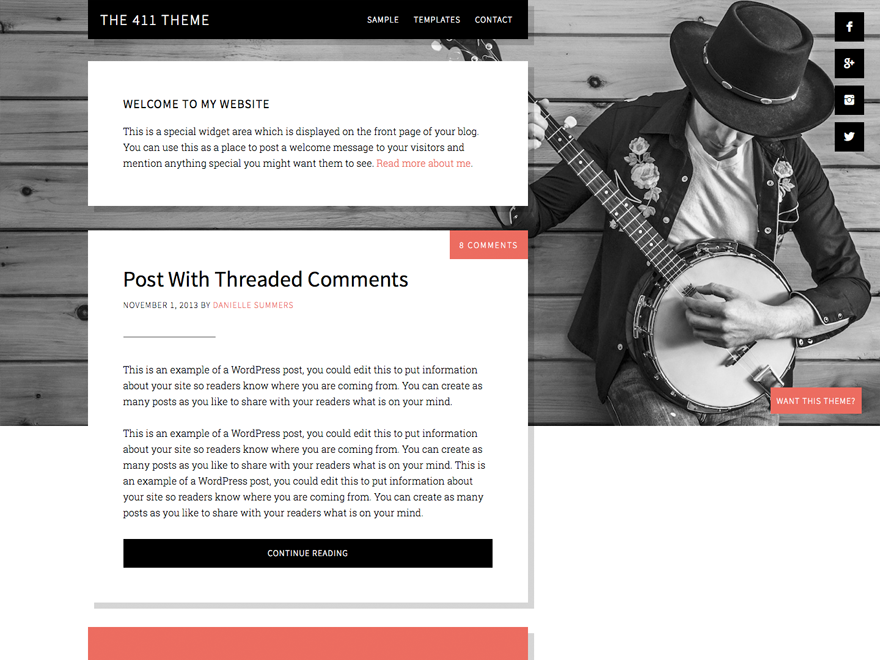 THE 411 THEME
SAMPLE TEMPLATES CONTACT
WELCOME TO MY WEBSITE
This is a special widget area which is displayed on the front page of your blog.
You can use this as a place to post a welcome message to your visitors and
mention anything special you might want them to see. Read more about me.
8 COMMENTS
Post With Threaded Comments
NOVEMBER 1, 2013 BY DANIELLE SUMMERS
This is an example of a WordPress post, you could edit this to put information
about your site so readers know where you are coming from. You can create as
many posts as you like to share with your readers what is on your mind.
This is an example of a WordPress post, you could edit this to put information
about your site so readers know where you are coming from. You can create as
many posts as you like to share with your readers what is on your mind. This is
an example of a WordPress post, you could edit this to put information about
your site so readers know where you are coming from. You can create as many
posts as you like to share with your readers what is on your mind.
CONTINUE READING
WANT THIS THEME?